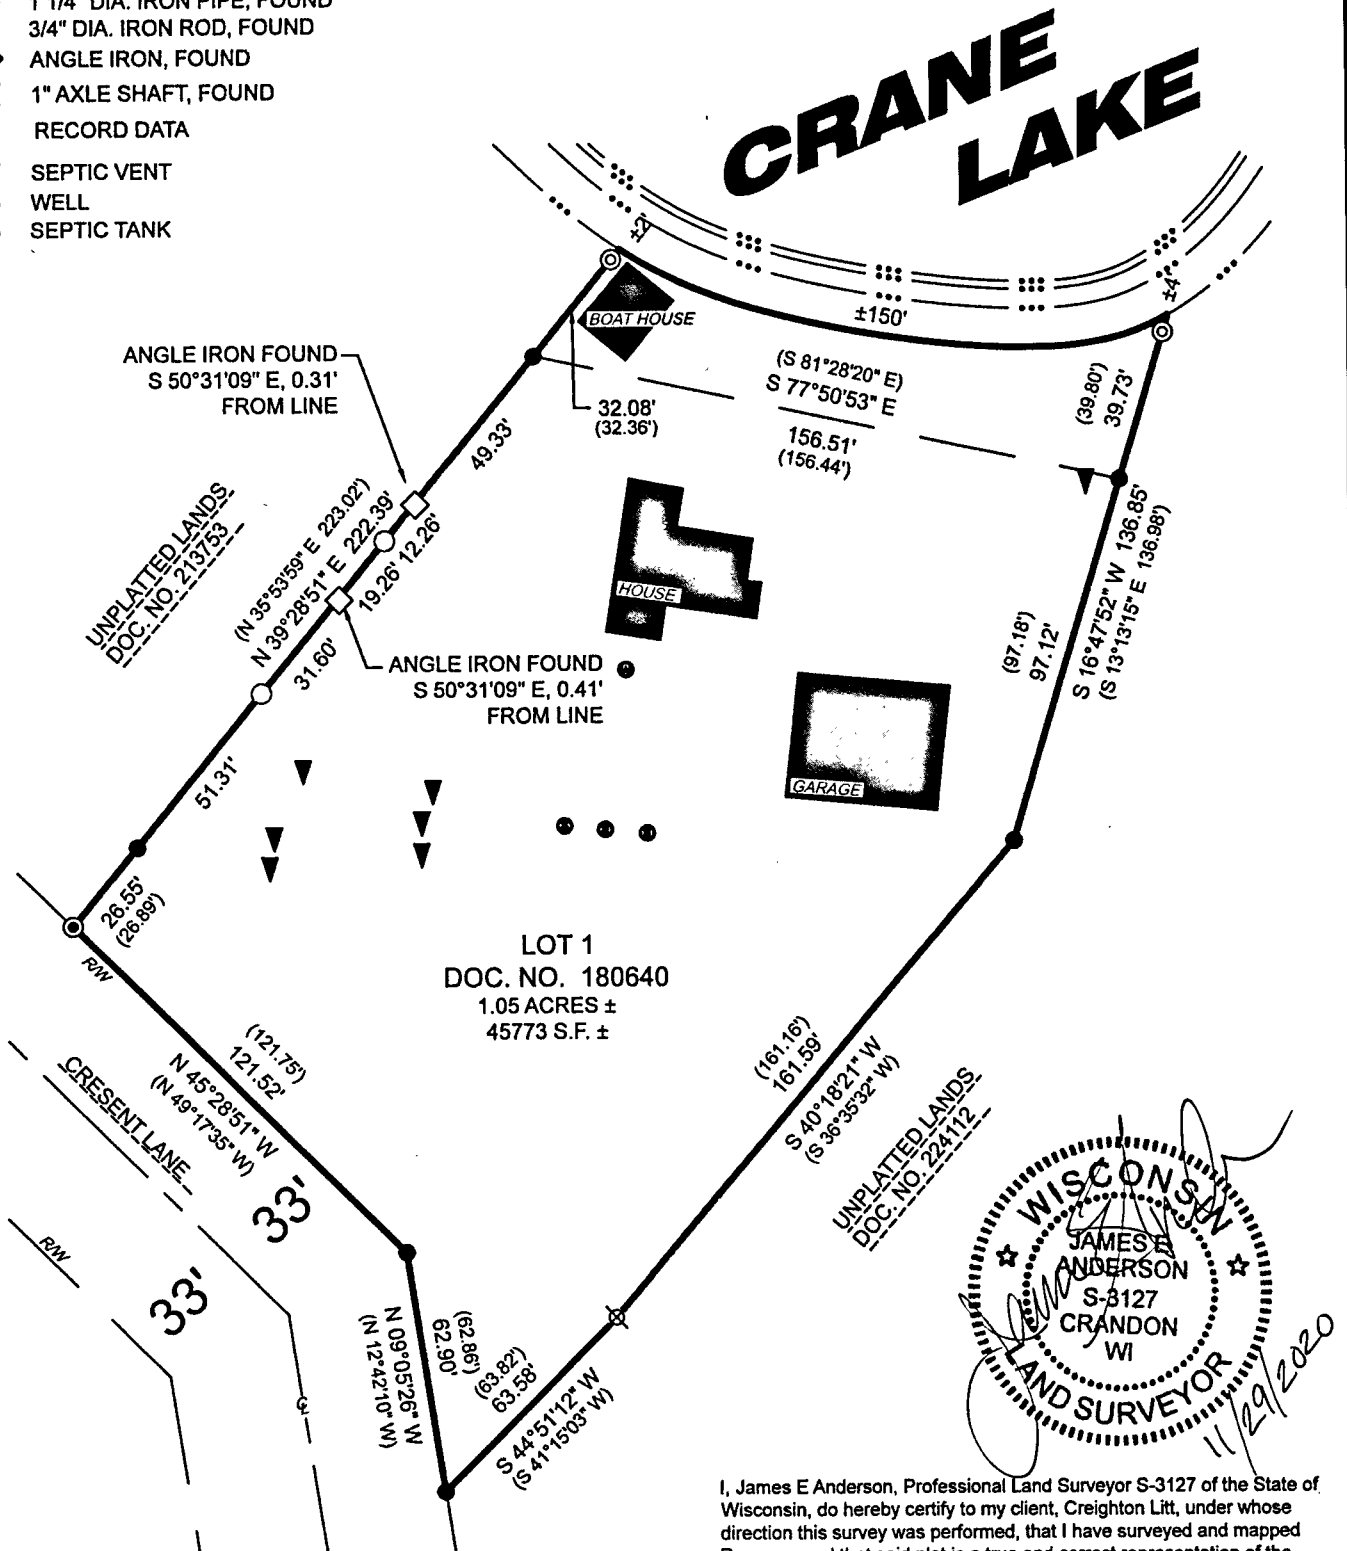 1 1/4" DIA. IRON PIPE, FOUND
3/4" DIA. IRON ROD, FOUND
ANGLE IRON, FOUND
1" AXLE SHAFT, FOUND
RECORD DATA
SEPTIC VENT
WELL
SEPTIC TANK
CRANE
LAKE
±2'
±4'
±150'
BOAT HOUSE
ANGLE IRON FOUND
S 50°31'09" E, 0.31'
FROM LINE
(S 81°28'20" E)
S 77°50'53" E
156.51'
(156.44')
32.08'
(32.36')
(39.80')
39.73'
49.33'
UNPLATTED LANDS
DOC. NO. 213753
(N 35°53'59" E 223.02')
N 39°28'51" E 222.39'
19.26' 12.26'
31.60'
HOUSE
ANGLE IRON FOUND
S 50°31'09" E, 0.41'
FROM LINE
(97.18')
97.12'
S 16°47'52" W 136.85'
(S 13°13'15" E 136.98')
GARAGE
51.31'
26.55'
(26.89')
R/W
LOT 1
DOC. NO. 180640
1.05 ACRES ±
45773 S.F. ±
(121.75')
121.52'
N 45°28'51" W
(N 49°17'35" W)
CRESENT LANE
33'
R/W
33'
(161.16')
161.59'
S 40°18'21" W
(S 36°35'32" W)
UNPLATTED LANDS
DOC. NO. 224112
(62.86')
62.90'
N 09°05'26" W
(N 12°42'10" W)
(63.82')
63.58'
S 44°51'12" W
(S 41°15'03" W)
WISCONSIN
JAMES E
ANDERSON
S-3127
CRANDON
WI
LAND SURVEYOR
11/29/2020
I, James E Anderson, Professional Land Surveyor S-3127 of the State of
Wisconsin, do hereby certify to my client, Creighton Litt, under whose
direction this survey was performed, that I have surveyed and mapped